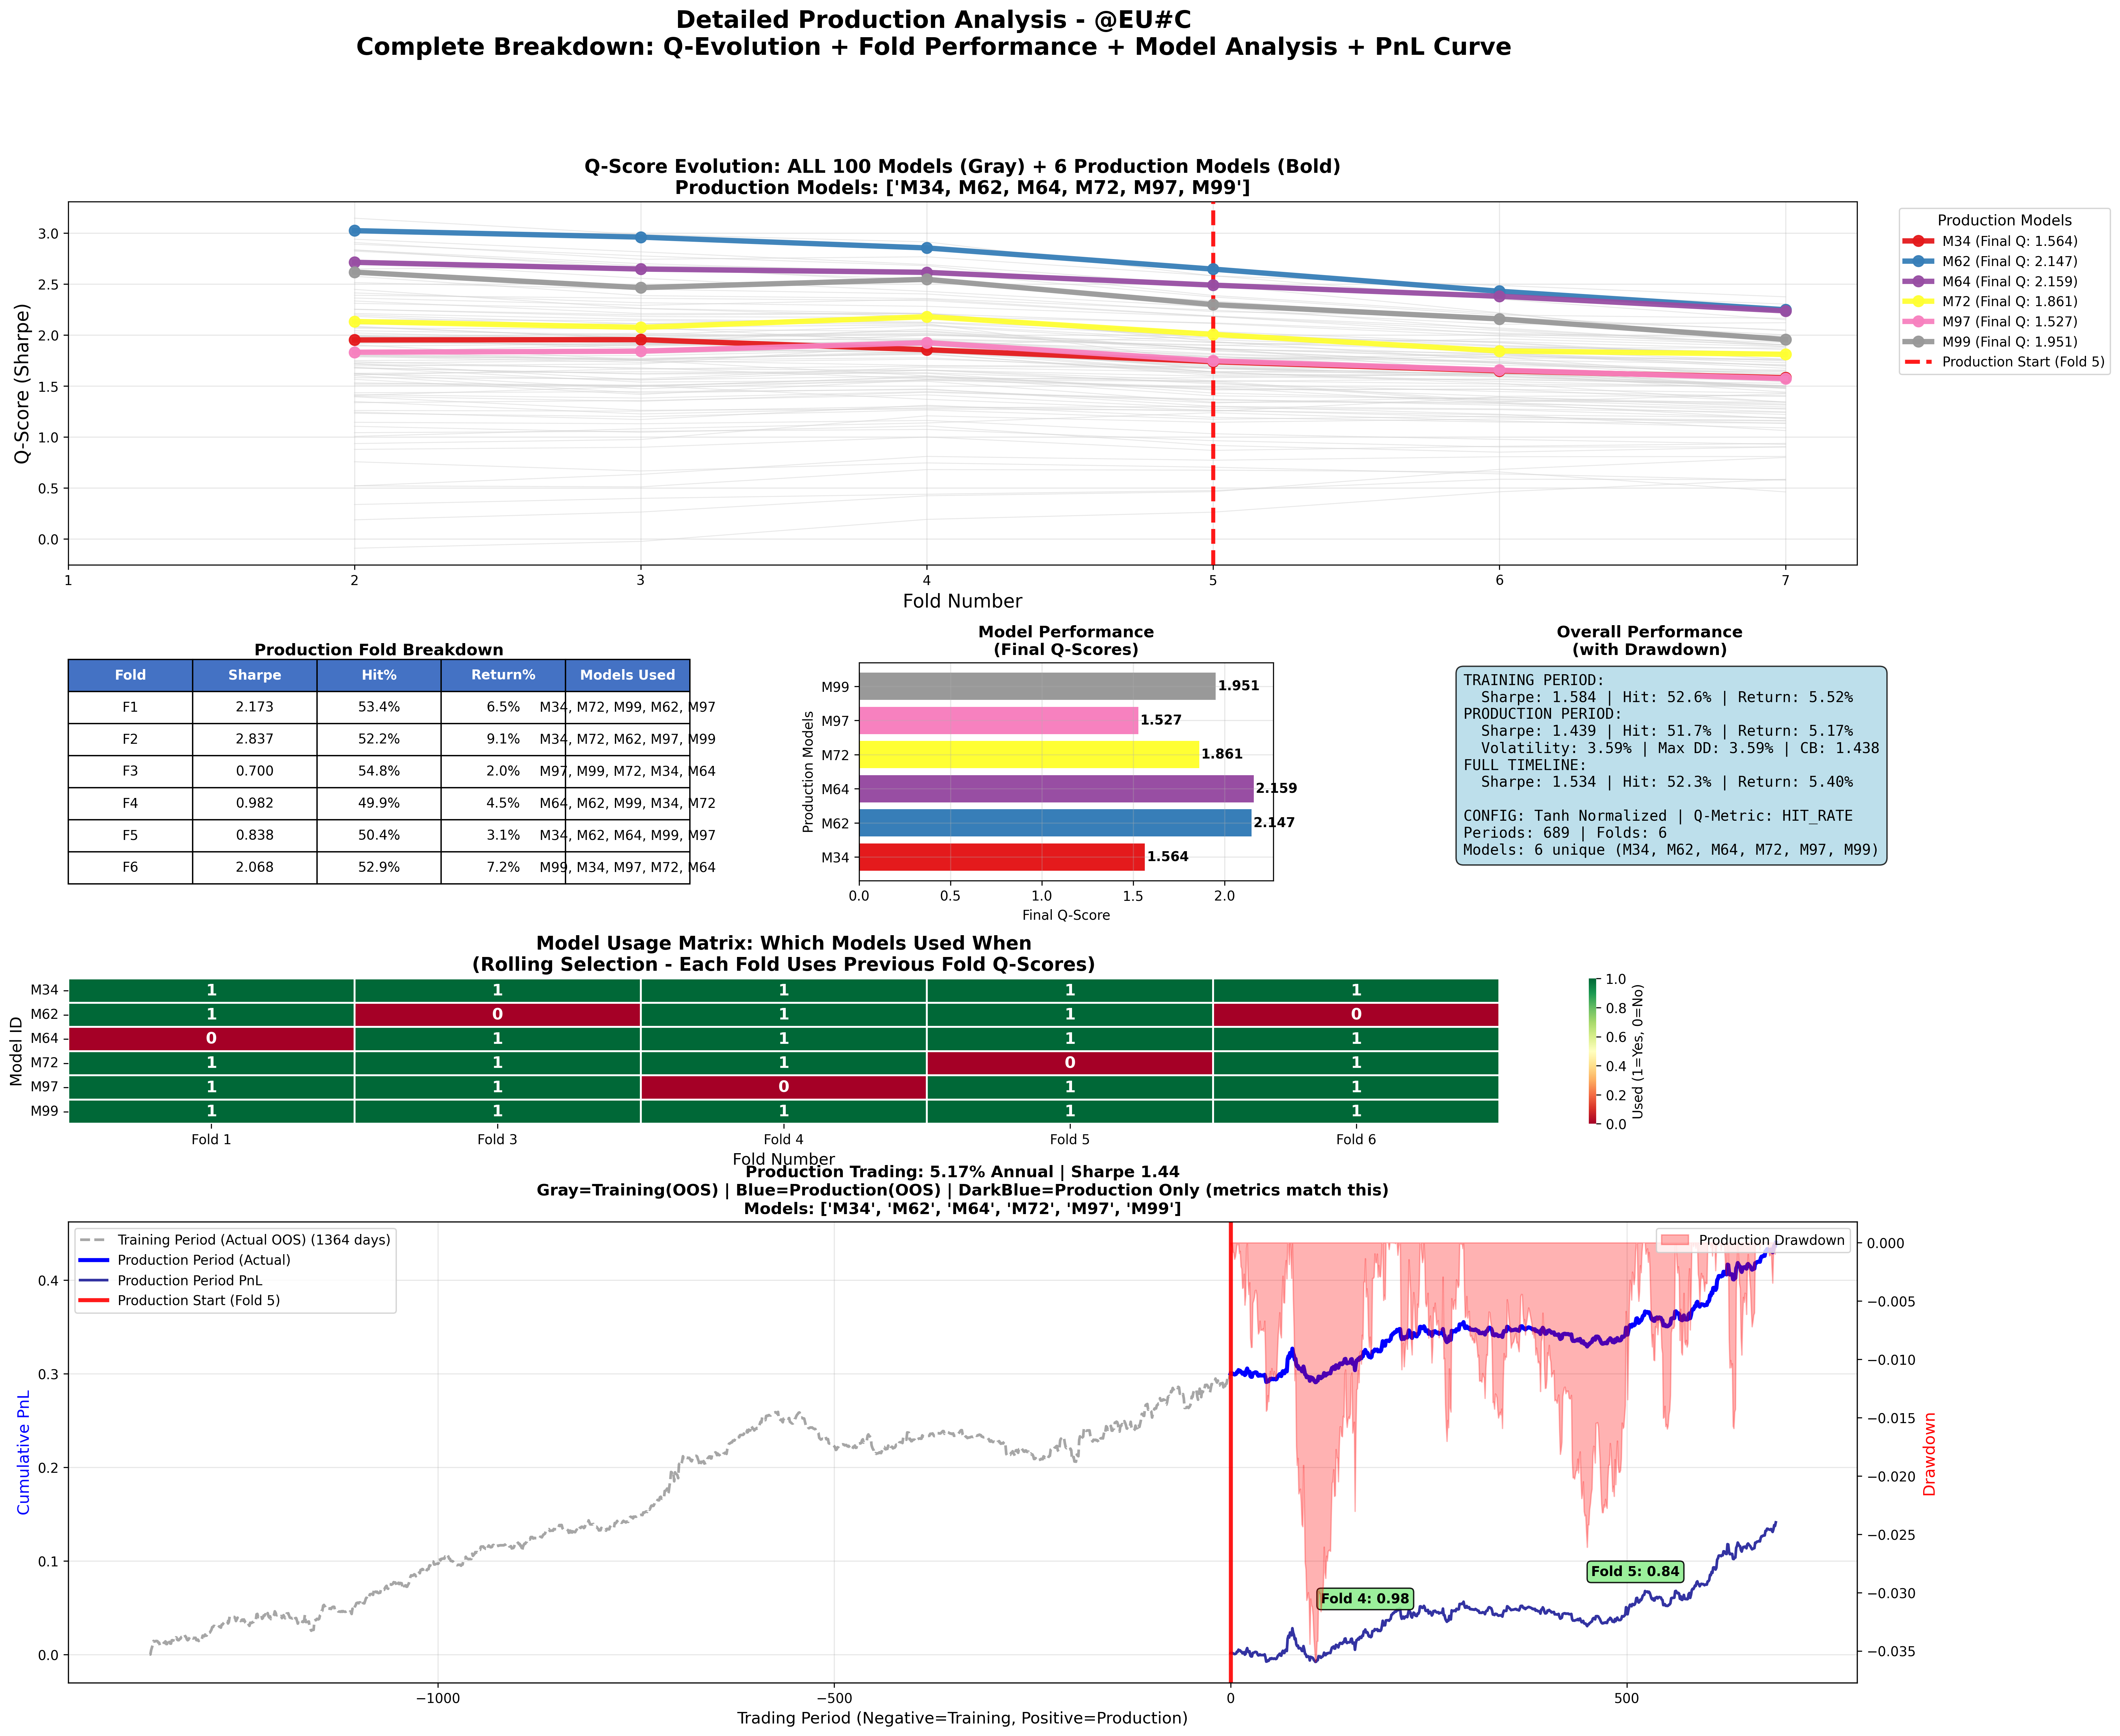 Detailed Production Analysis - @EU#C
Complete Breakdown: Q-Evolution + Fold Performance + Model Analysis + PnL Curve
Q-Score Evolution: ALL 100 Models (Gray) + 6 Production Models (Bold)
Production Models: ['M34, M62, M64, M72, M97, M99']
Q-Score (Sharpe)
3.0
2.5
2.0
1.5
1.0
0.5
0.0
1 2 3 4 5 6 7
Fold Number
Production Models
M34 (Final Q: 1.564)
M62 (Final Q: 2.147)
M64 (Final Q: 2.159)
M72 (Final Q: 1.861)
M97 (Final Q: 1.527)
M99 (Final Q: 1.951)
Production Start (Fold 5)
Production Fold Breakdown
Fold Sharpe Hit% Return% Models Used
F1 2.173 53.4% 6.5% M34, M72, M99, M62, M97
F2 2.837 52.2% 9.1% M34, M72, M62, M97, M99
F3 0.700 54.8% 2.0% M97, M99, M72, M34, M64
F4 0.982 49.9% 4.5% M64, M62, M99, M34, M72
F5 0.838 50.4% 3.1% M34, M62, M64, M99, M97
F6 2.068 52.9% 7.2% M99, M34, M97, M72, M64
Model Performance
(Final Q-Scores)
Production Models
M99 1.951
M97 1.527
M72 1.861
M64 2.159
M62 2.147
M34 1.564
0.0 0.5 1.0 1.5 2.0
Final Q-Score
Overall Performance
(with Drawdown)
TRAINING PERIOD:
Sharpe: 1.584 | Hit: 52.6% | Return: 5.52%
PRODUCTION PERIOD:
Sharpe: 1.439 | Hit: 51.7% | Return: 5.17%
Volatility: 3.59% | Max DD: 3.59% | CB: 1.438
FULL TIMELINE:
Sharpe: 1.534 | Hit: 52.3% | Return: 5.40%
CONFIG: Tanh Normalized | Q-Metric: HIT_RATE
Periods: 689 | Folds: 6
Models: 6 unique (M34, M62, M64, M72, M97, M99)
Model Usage Matrix: Which Models Used When
(Rolling Selection - Each Fold Uses Previous Fold Q-Scores)
Model ID
M34 1 1 1 1 1
M62 1 0 1 1 0
M64 0 1 1 1 1
M72 1 1 1 0 1
M97 1 1 0 1 1
M99 1 1 1 1 1
Fold 1 Fold 3 Fold 4 Fold 5 Fold 6
Fold Number
1.0
0.8
0.6
0.4
0.2
0.0
Used (1=Yes, 0=No)
Production Trading: 5.17% Annual | Sharpe 1.44
Gray=Training(OOS) | Blue=Production(OOS) | DarkBlue=Production Only (metrics match this)
Models: ['M34', 'M62', 'M64', 'M72', 'M97', 'M99']
Training Period (Actual OOS) (1364 days)
Production Period (Actual)
Production Period PnL
Production Start (Fold 5)
Production Drawdown
Cumulative PnL
0.4
0.3
0.2
0.1
0.0
Fold 4: 0.98
Fold 5: 0.84
0.000
−0.005
−0.010
−0.015
−0.020
−0.025
−0.030
−0.035
Drawdown
−1000 −500 0 500
Trading Period (Negative=Training, Positive=Production)